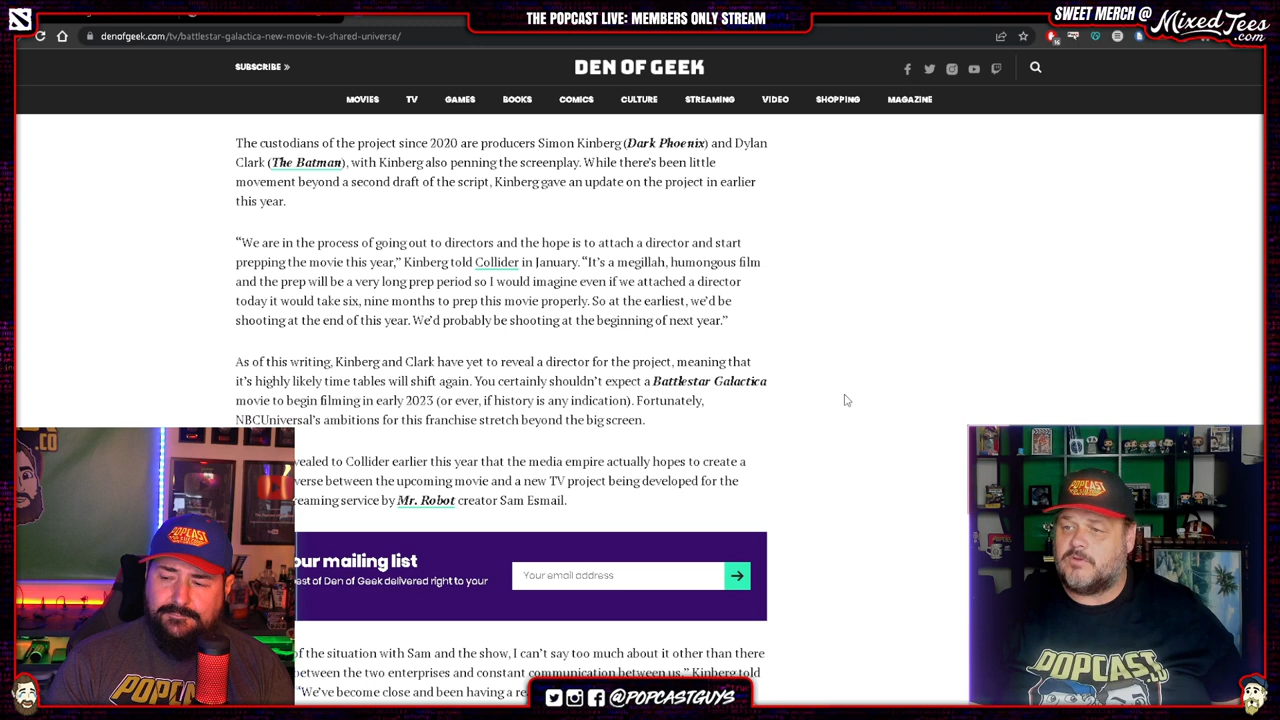 THE POPCAST LIVE: MEMBERS ONLY STREAM
SWEET MERCH @ MixedTees.com
denofgeek.com/tv/battlestar-galactica-new-movie-tv-shared-universe/
SUBSCRIBE »
DEN OF GEEK
MOVIES TV GAMES BOOKS COMICS CULTURE STREAMING VIDEO SHOPPING MAGAZINE
The custodians of the project since 2020 are producers Simon Kinberg (Dark Phoenix) and Dylan
Clark (The Batman), with Kinberg also penning the screenplay. While there's been little
movement beyond a second draft of the script, Kinberg gave an update on the project in earlier
this year.
“We are in the process of going out to directors and the hope is to attach a director and start
prepping the movie this year,” Kinberg told Collider in January. “It's a megillah, humongous film
and the prep will be a very long prep period so I would imagine even if we attached a director
today it would take six, nine months to prep this movie properly. So at the earliest, we'd be
shooting at the end of this year. We'd probably be shooting at the beginning of next year.”
As of this writing, Kinberg and Clark have yet to reveal a director for the project, meaning that
it's highly likely time tables will shift again. You certainly shouldn't expect a Battlestar Galactica
movie to begin filming in early 2023 (or ever, if history is any indication). Fortunately,
NBCUniversal's ambitions for this franchise stretch beyond the big screen.
vealed to Collider earlier this year that the media empire actually hopes to create a
verse between the upcoming movie and a new TV project being developed for the
reaming service by Mr. Robot creator Sam Esmail.
our mailing list
est of Den of Geek delivered right to your
Your email address
of the situation with Sam and the show, I can't say too much about it other than there
between the two enterprises and constant communication between us,” Kinberg told
“We've become close and been having a re
@POPCASTGUYS
POPCAST
POPCAST
POPCAST